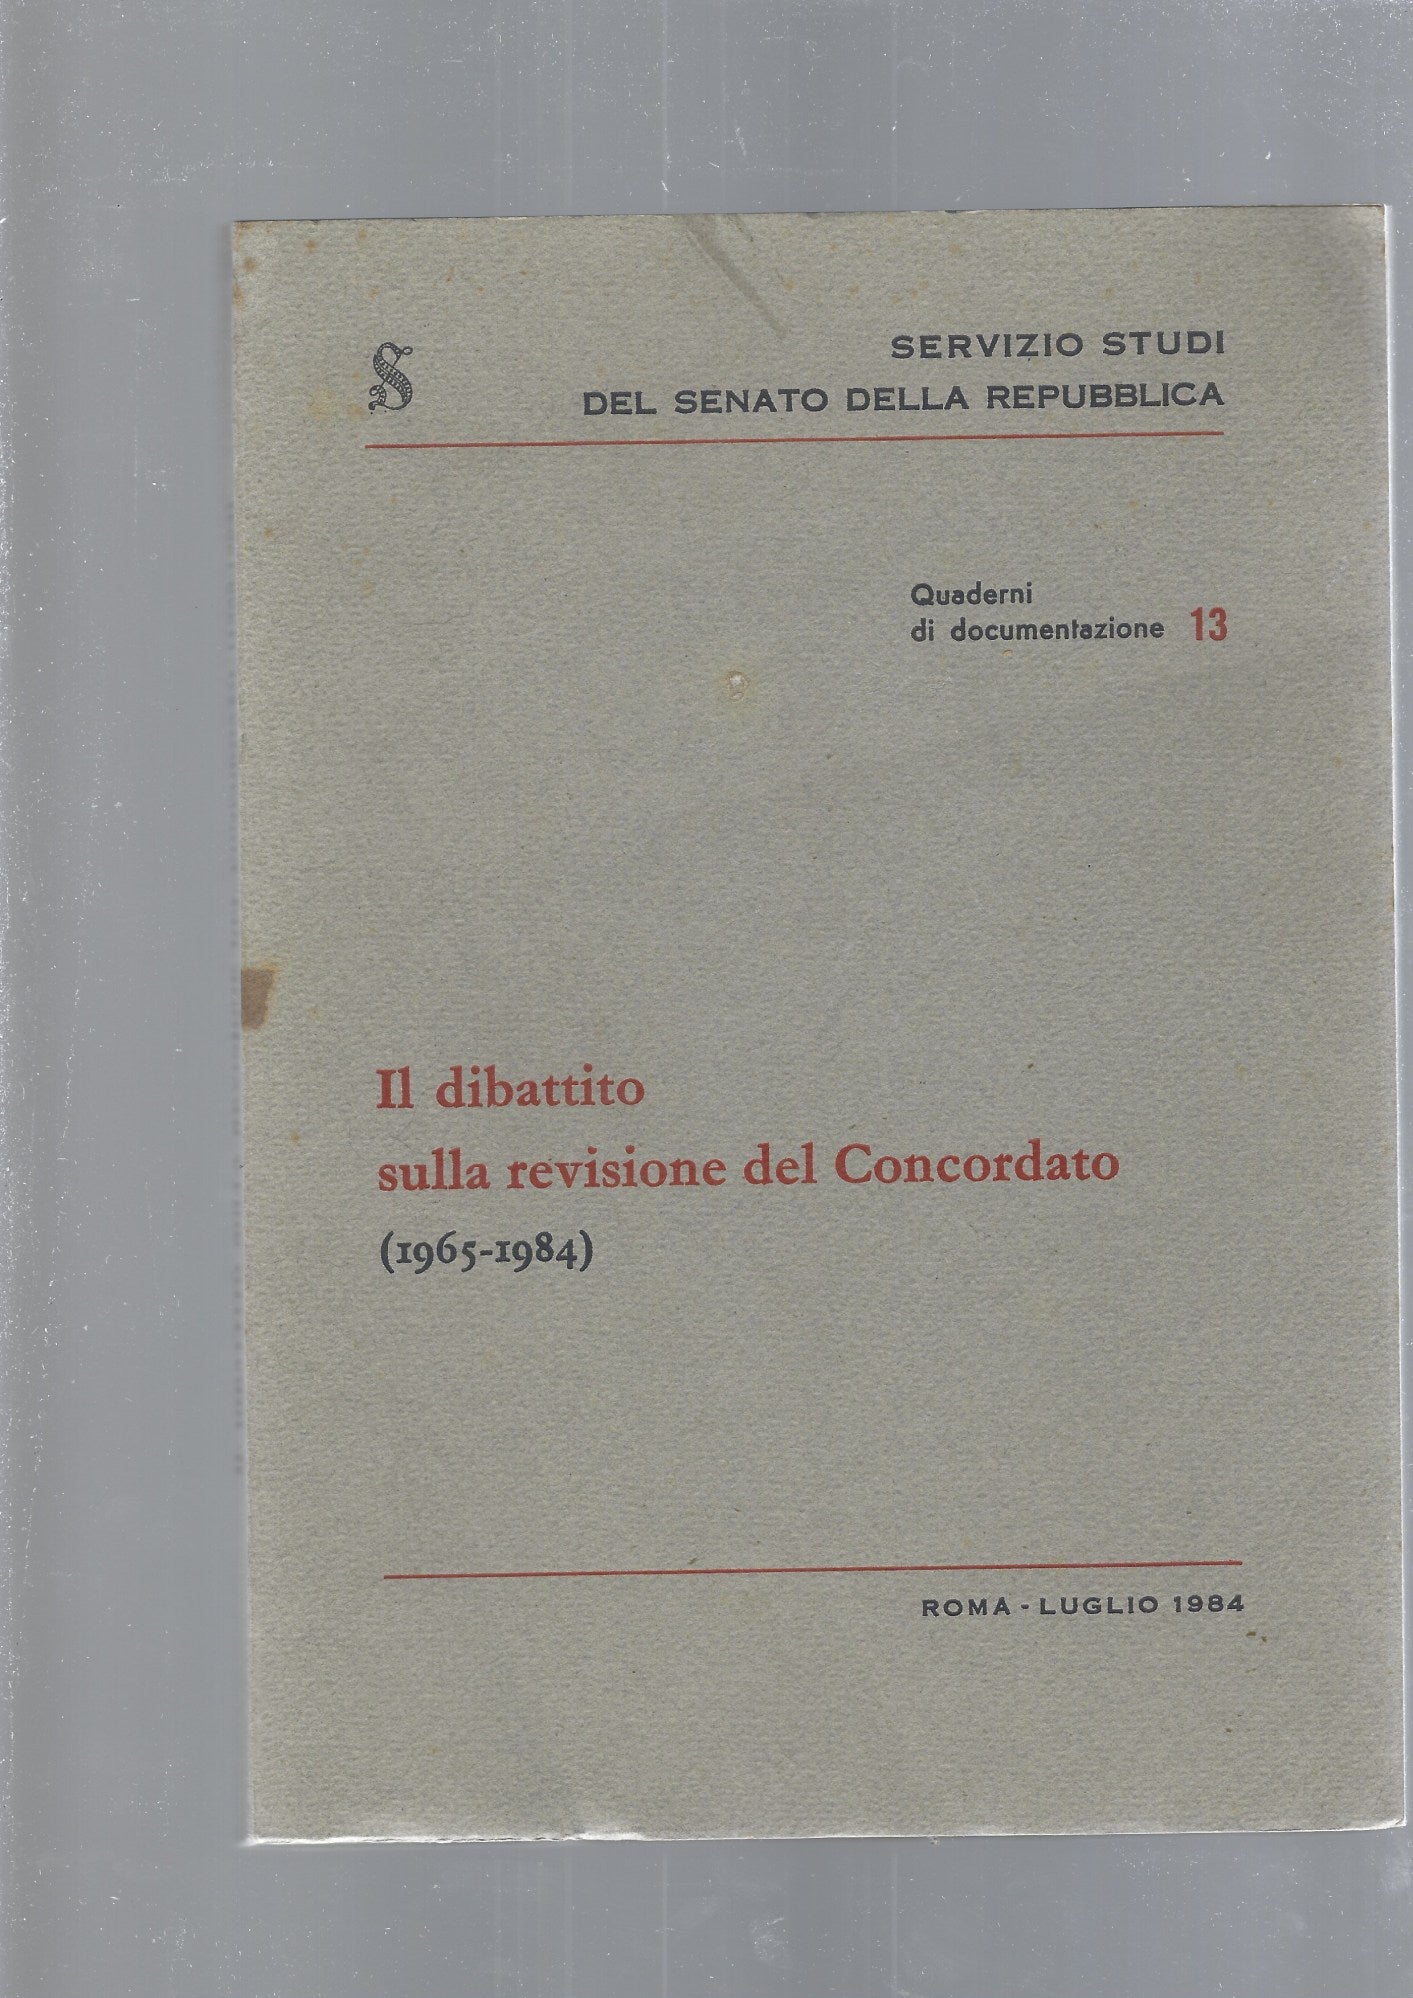 S
SERVIZIO STUDI
DEL SENATO DELLA REPUBBLICA
Quaderni
di documentazione 13
Il dibattito
sulla revisione del Concordato
(1965-1984)
ROMA - LUGLIO 1984